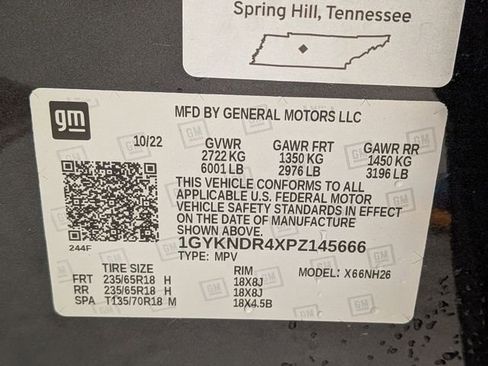 Spring Hill, Tennessee
gm
MFD BY GENERAL MOTORS LLC
10/22 GVWR GAWR FRT GAWR RR
2722 KG 1350 KG 1450 KG
6001 LB 2976 LB 3196 LB
THIS VEHICLE CONFORMS TO ALL
APPLICABLE U.S. FEDERAL MOTOR
VEHICLE SAFETY STANDARDS IN EFFECT
ON THE DATE OF MANUFACTURE
SHOWN ABOVE.
244F
1GYKNDR4XPZ145666
TYPE: MPV
TIRE SIZE RIM MODEL: X66NH26
FRT 235/65R18 H 18X8J
RR 235/65R18 H 18X8J
SPA T135/70R18 M 18X4.5B